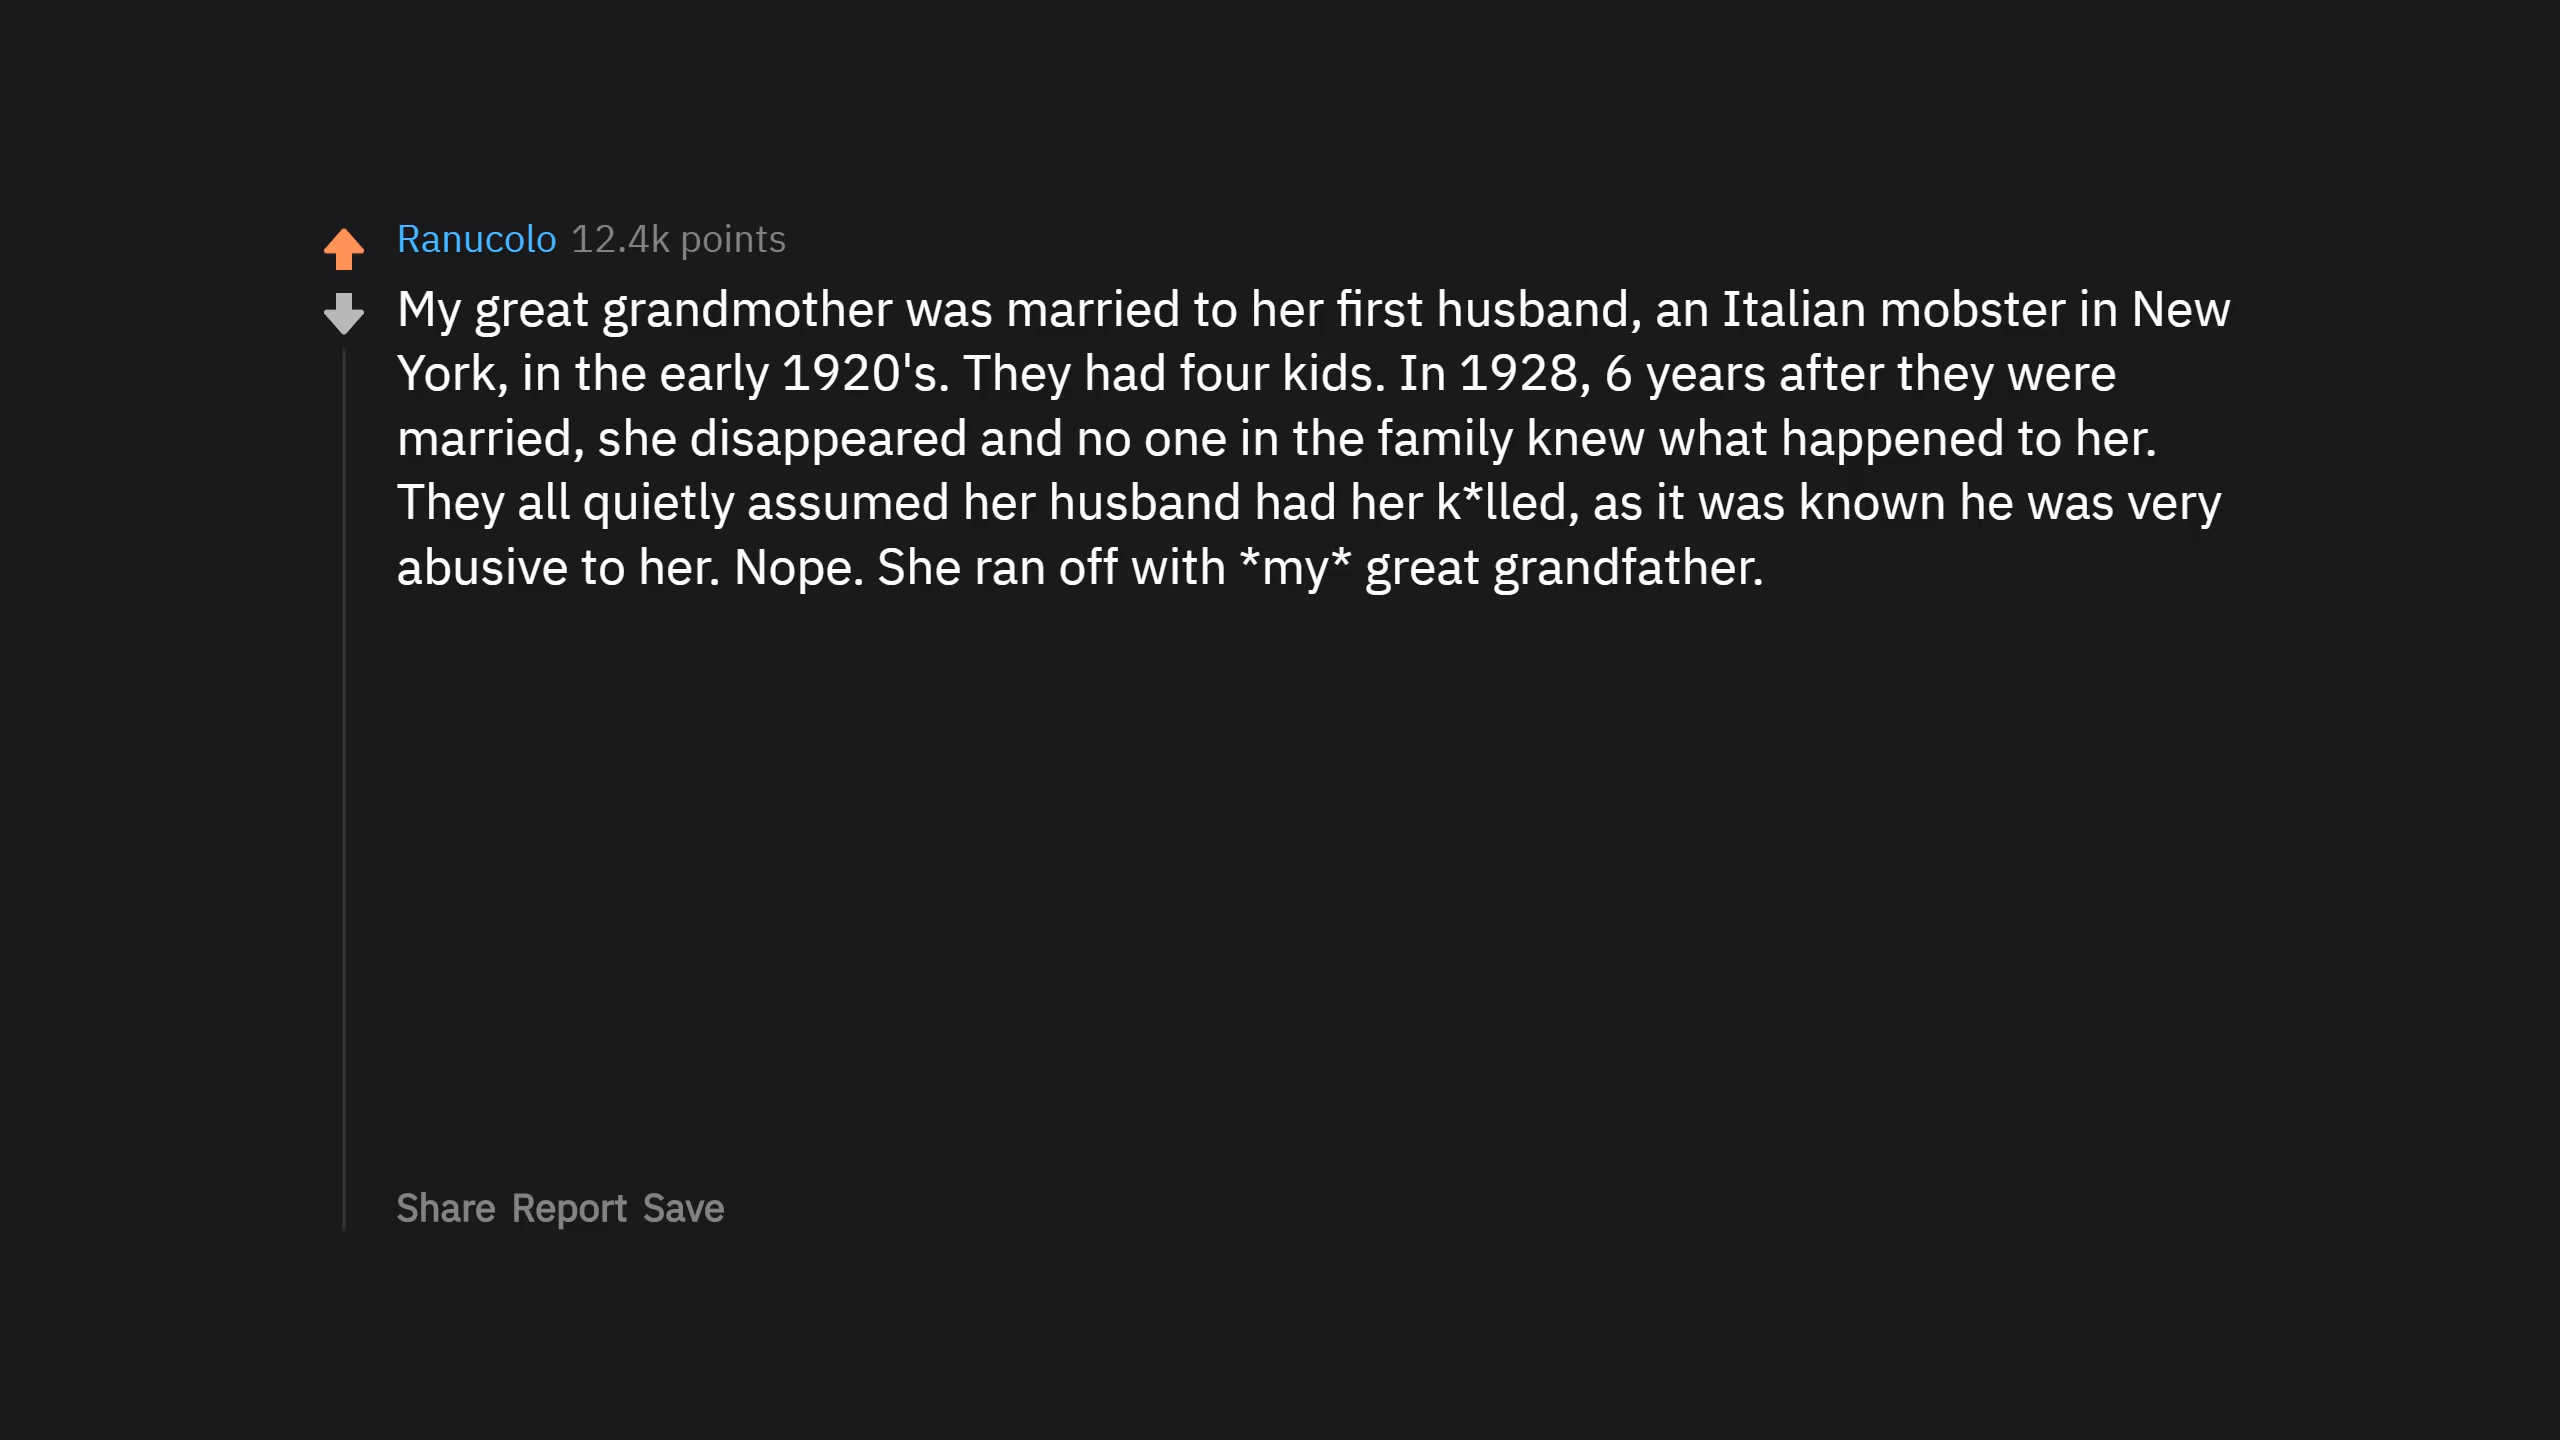 Ranucolo 12.4k points
My great grandmother was married to her first husband, an Italian mobster in New
York, in the early 1920's. They had four kids. In 1928, 6 years after they were
married, she disappeared and no one in the family knew what happened to her.
They all quietly assumed her husband had her k*lled, as it was known he was very
abusive to her. Nope. She ran off with *my* great grandfather.
Share Report Save